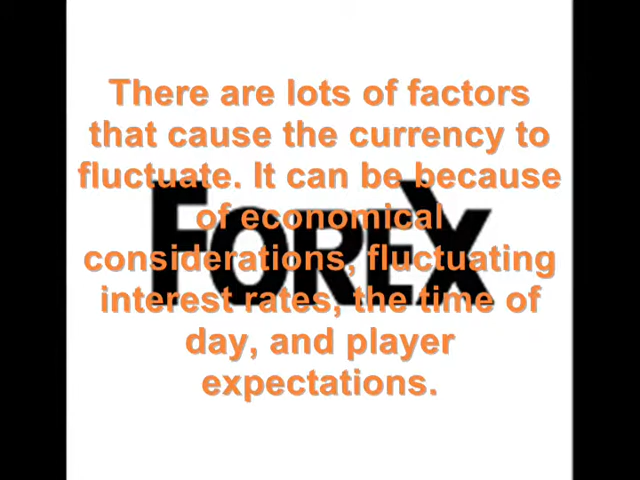 There are lots of factors
that cause the currency to
fluctuate. It can be because
of economical
considerations, fluctuating
interest rates, the time of
day, and player
expectations.
FOREX